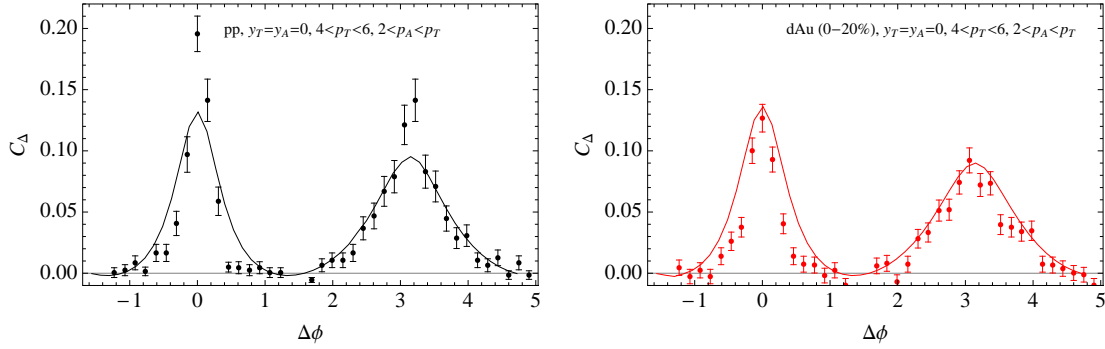 pp, y_T=y_A=0, 4<p_T<6, 2<p_A<p_T
0.20
0.15
0.10
0.05
0.00
C_Δ
−1 0 1 2 3 4 5
Δϕ
dAu (0−20%), y_T=y_A=0, 4<p_T<6, 2<p_A<p_T
0.20
0.15
0.10
0.05
0.00
C_Δ
−1 0 1 2 3 4 5
Δϕ